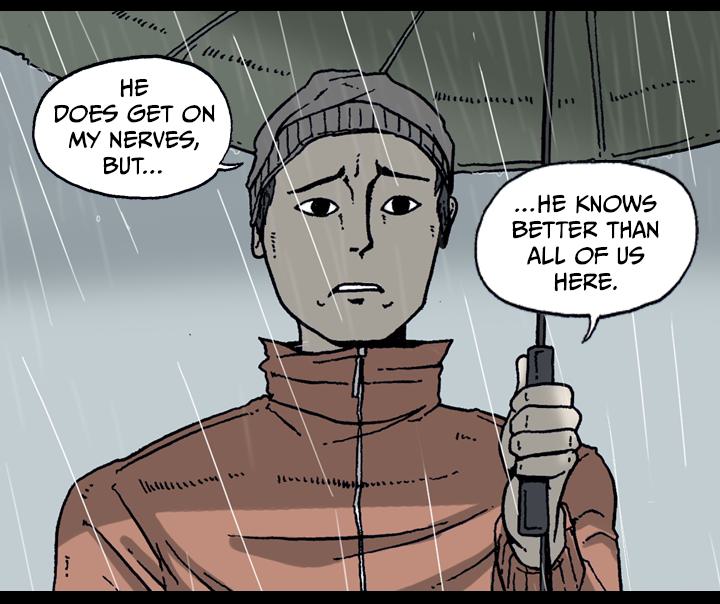 HE
DOES GET ON
MY NERVES,
BUT...
...HE KNOWS
BETTER THAN
ALL OF US
HERE.